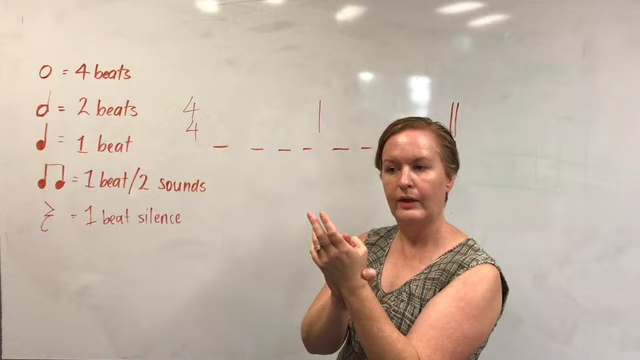 = 4 beats
= 2 beats
= 1 beat
= 1 beat/2 sounds
= 1 beat silence
4
4